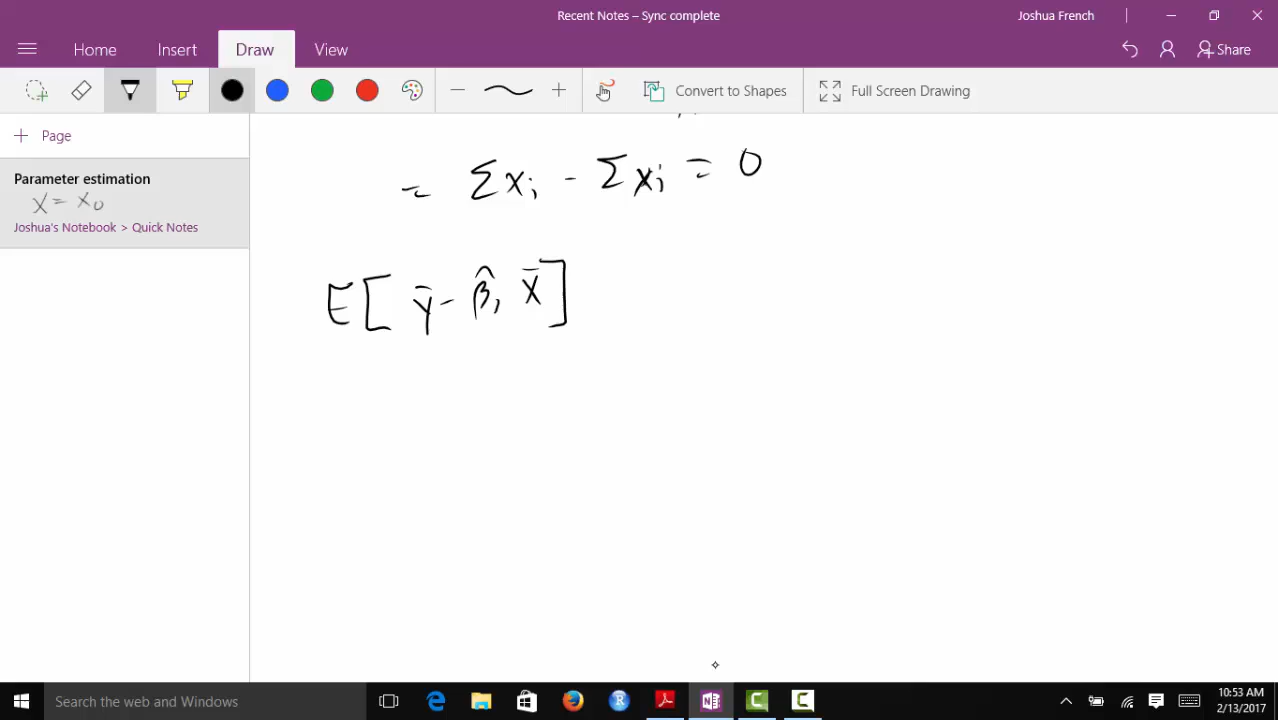 Recent Notes – Sync complete
Joshua French
Home Insert Draw View
Share
Convert to Shapes
Full Screen Drawing
Page
Parameter estimation
x = x₀
Joshua's Notebook > Quick Notes
= Σxᵢ - Σxᵢ = 0
E[ȳ - β̂₁ x̄]
Search the web and Windows
10:53 AM
2/13/2017